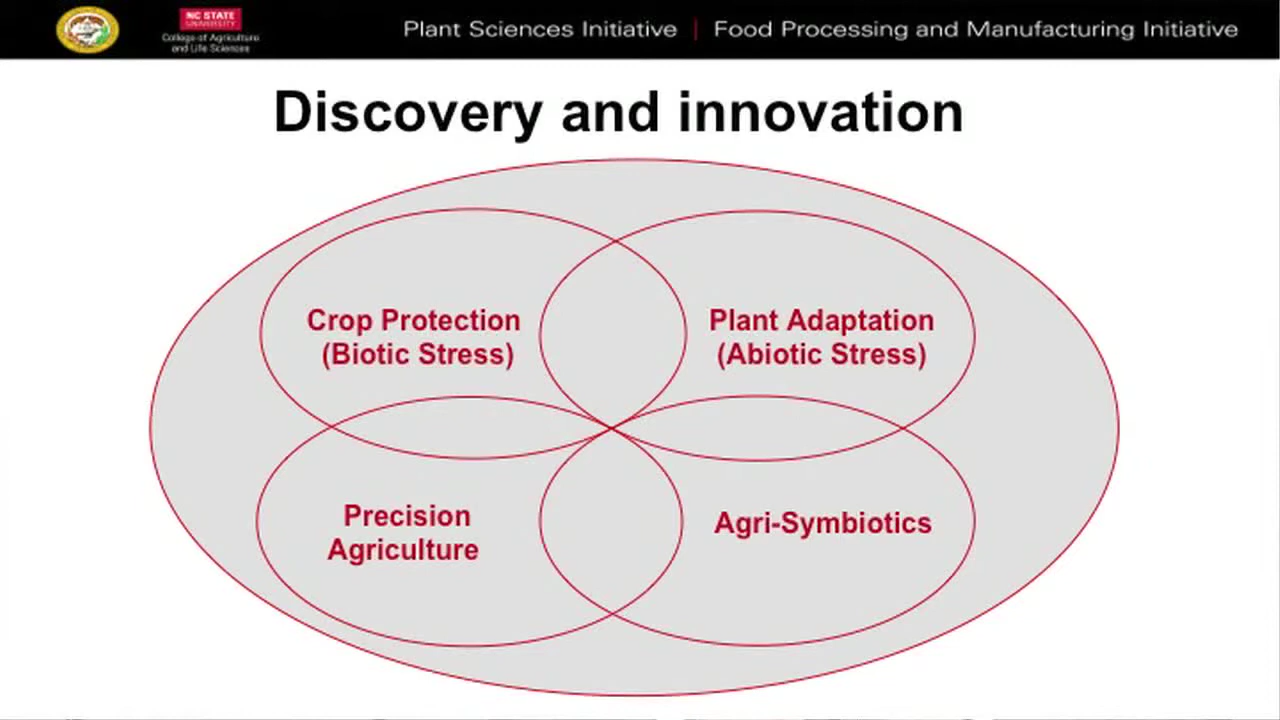 NC STATE
UNIVERSITY
College of Agriculture
and Life Sciences
Plant Sciences Initiative | Food Processing and Manufacturing Initiative
Discovery and innovation
Crop Protection
(Biotic Stress)
Plant Adaptation
(Abiotic Stress)
Precision
Agriculture
Agri-Symbiotics